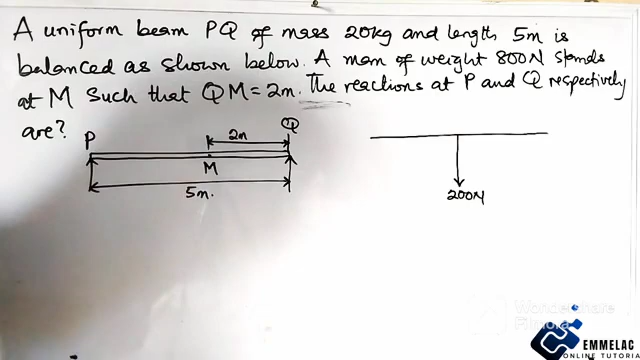 A uniform beam PQ of mass 20kg and length 5m is
balanced as shown below. A man of weight 800N stands
at M such that QM = 2m. The reactions at P and Q respectively
are?
P
2m
Q
M
5m.
200N
Wondershare
Filmora
EMMELAC
ONLINE TUTORIA